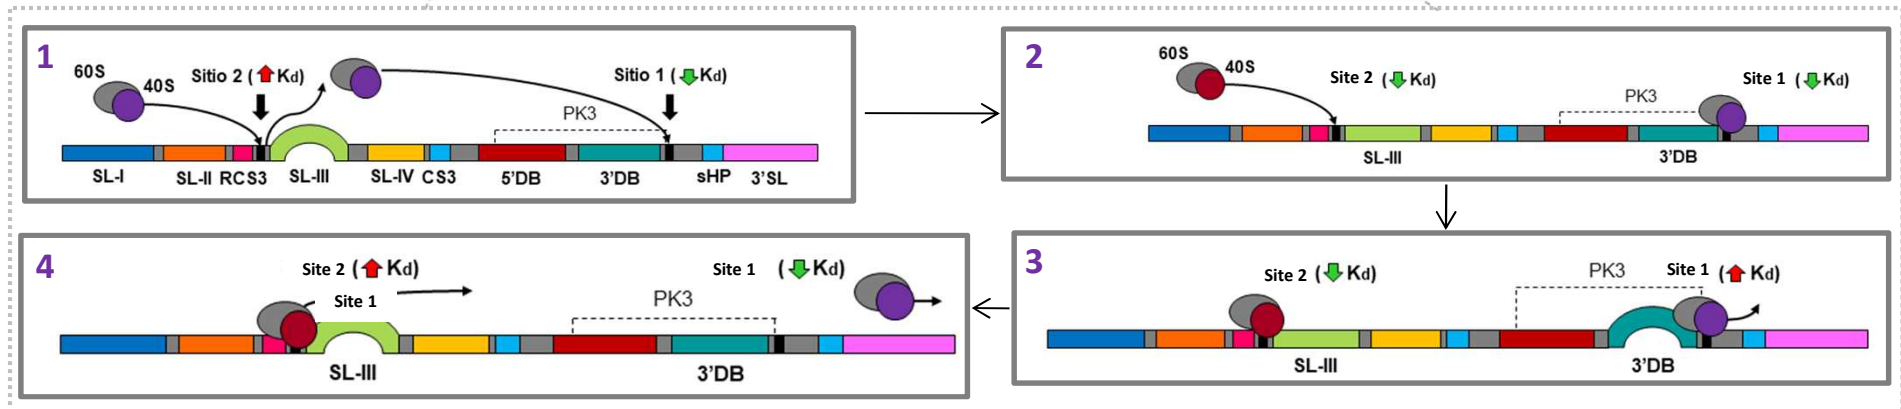 1
60S
40S
Sitio 2 (Kd)
Sitio 1 (Kd)
PK3
SL-I
SL-II
RCS3
SL-III
SL-IV
CS3
5'DB
3'DB
sHP
3'SL
2
60S
40S
Site 2 (Kd)
Site 1 (Kd)
PK3
SL-III
3'DB
4
Site 2 (Kd)
Site 1
Site 1 (Kd)
PK3
SL-III
3'DB
3
Site 2 (Kd)
PK3
Site 1 (Kd)
SL-III
3'DB